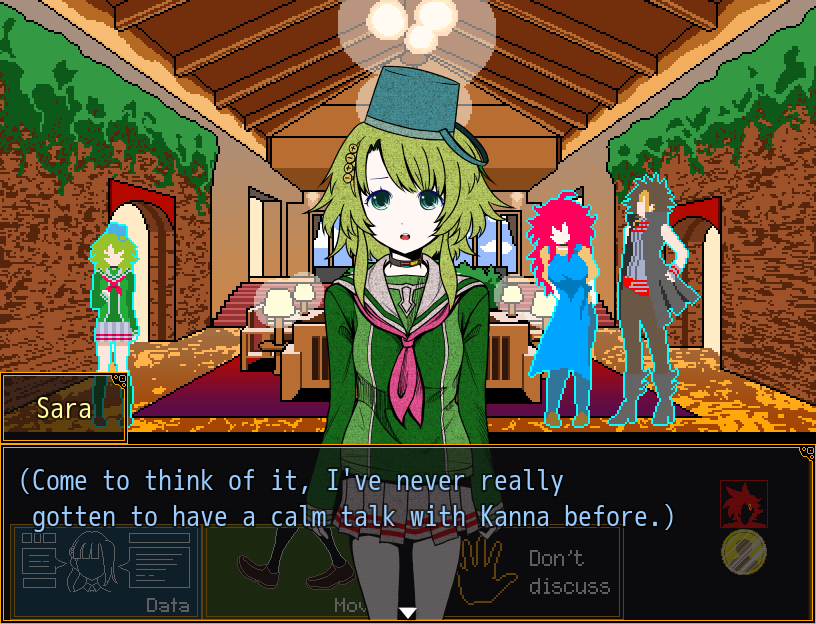 Sara
(Come to think of it, I've never really
gotten to have a calm talk with Kanna before.)
Data
Mov
Don't
discuss